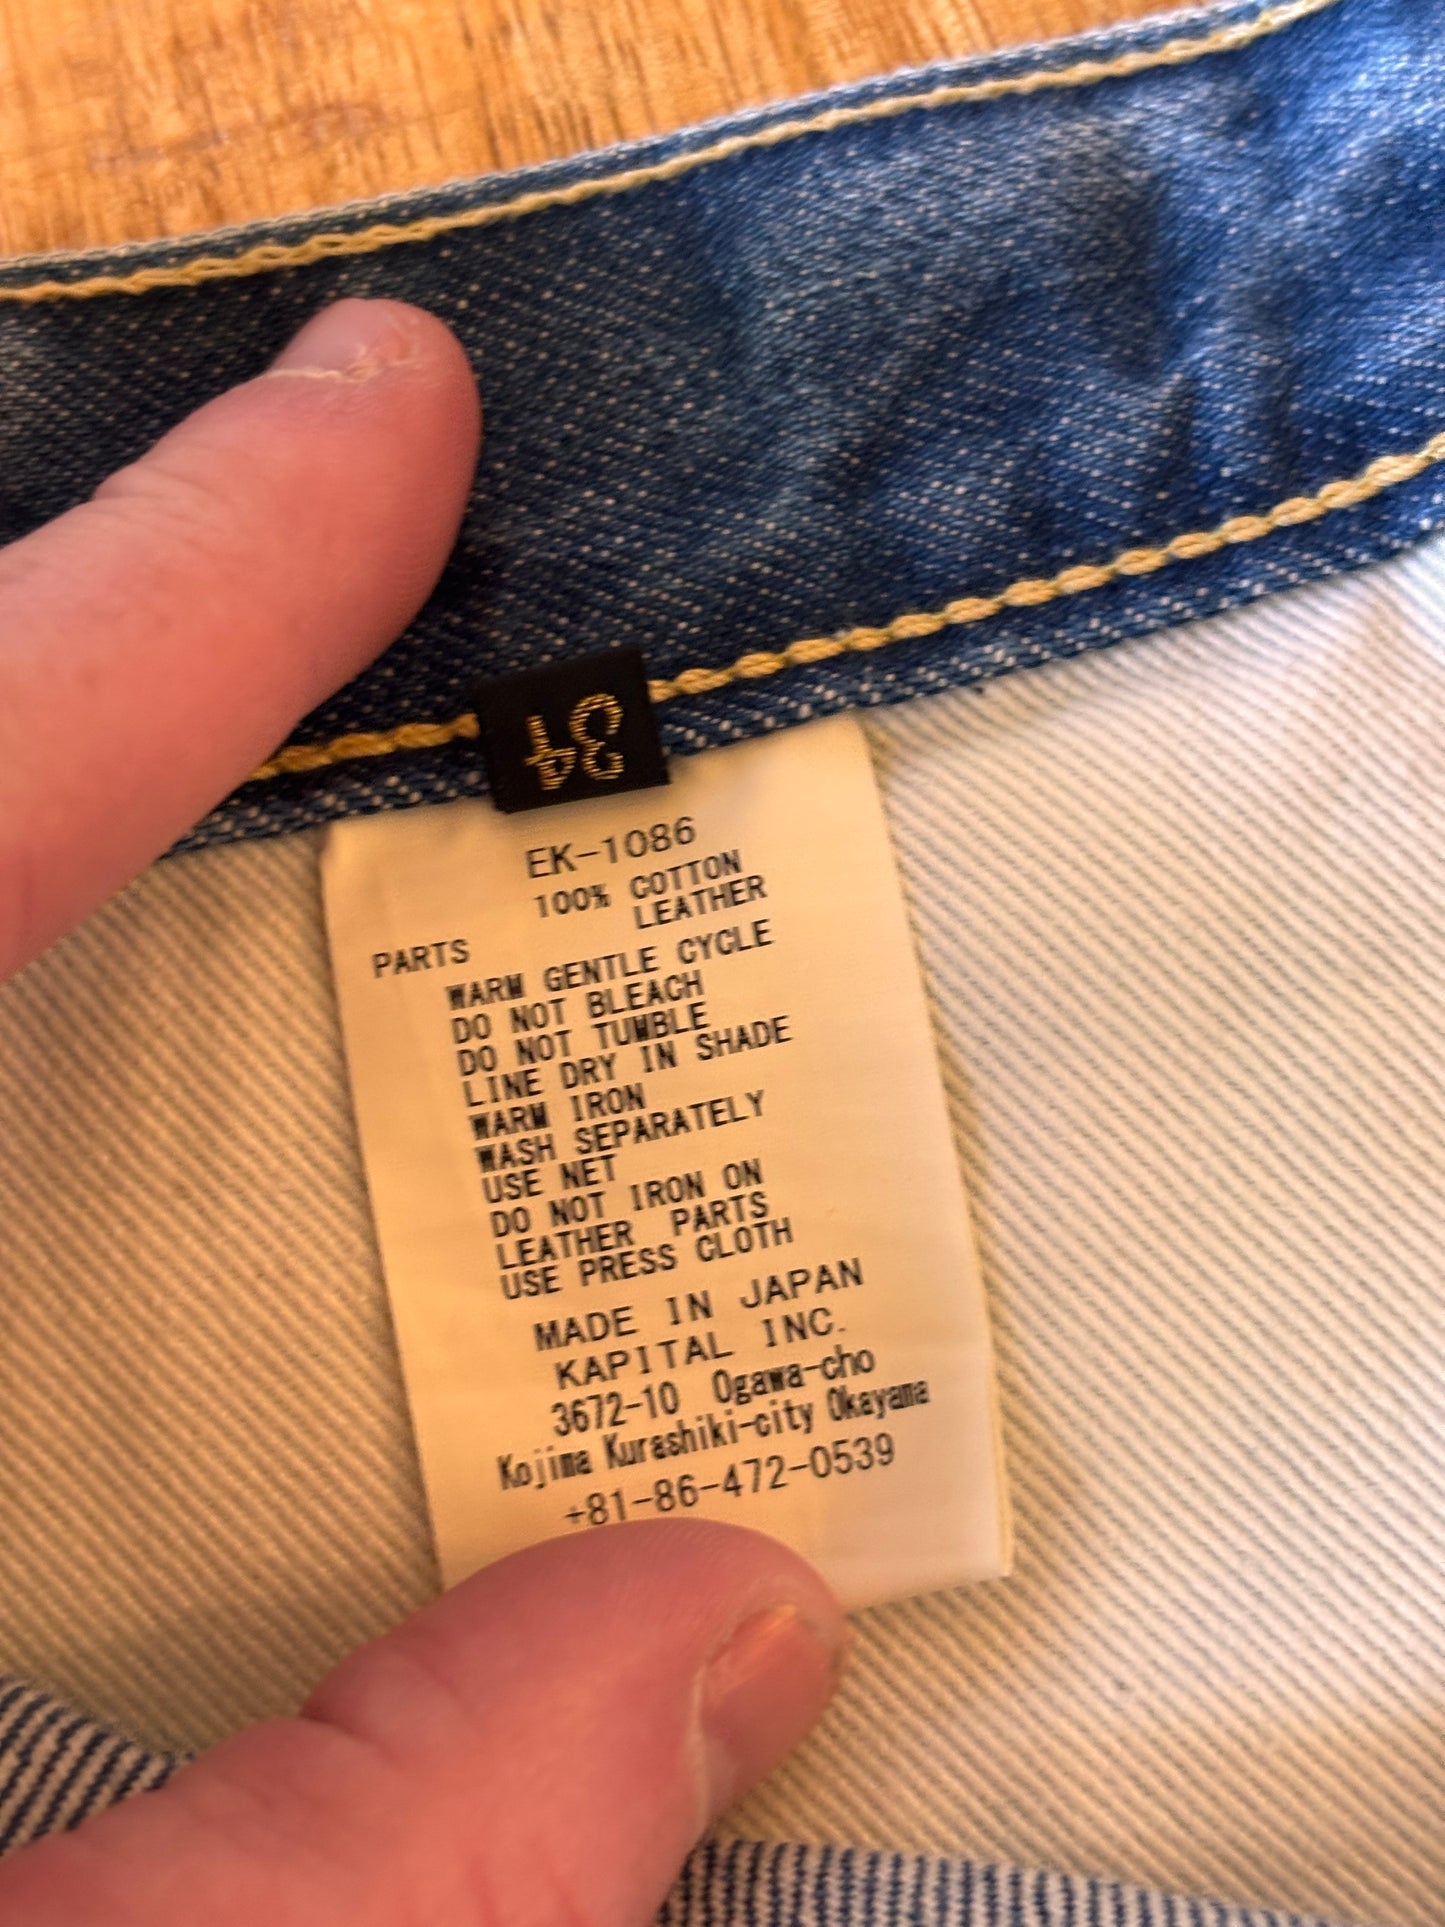 34
EK-1086
100% COTTON
LEATHER
PARTS
WARM GENTLE CYCLE
DO NOT BLEACH
DO NOT TUMBLE
LINE DRY IN SHADE
WARM IRON
WASH SEPARATELY
USE NET
DO NOT IRON ON
LEATHER PARTS
USE PRESS CLOTH
MADE IN JAPAN
KAPITAL INC.
3672-10 Ogawa-cho
Kojima Kurashiki-city Okayama
+81-86-472-0539